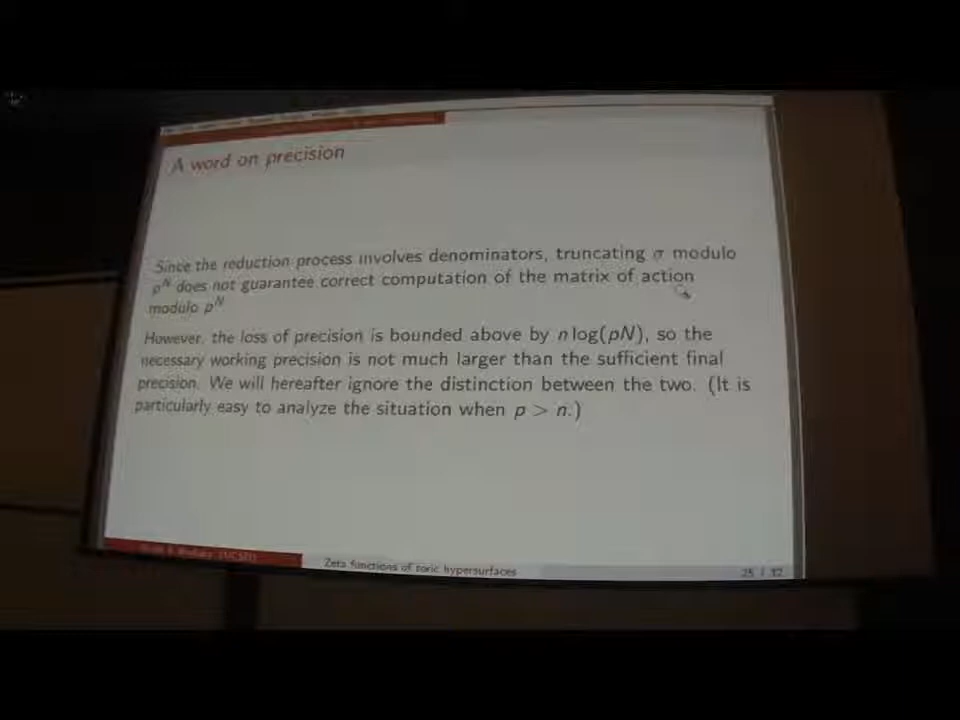 A word on precision
Since the reduction process involves denominators, truncating σ modulo
p^N does not guarantee correct computation of the matrix of action
modulo p^N
However, the loss of precision is bounded above by n log(pN), so the
necessary working precision is not much larger than the sufficient final
precision. We will hereafter ignore the distinction between the two. (It is
particularly easy to analyze the situation when p > n.)
Zeta functions of toric hypersurfaces
25 / 32